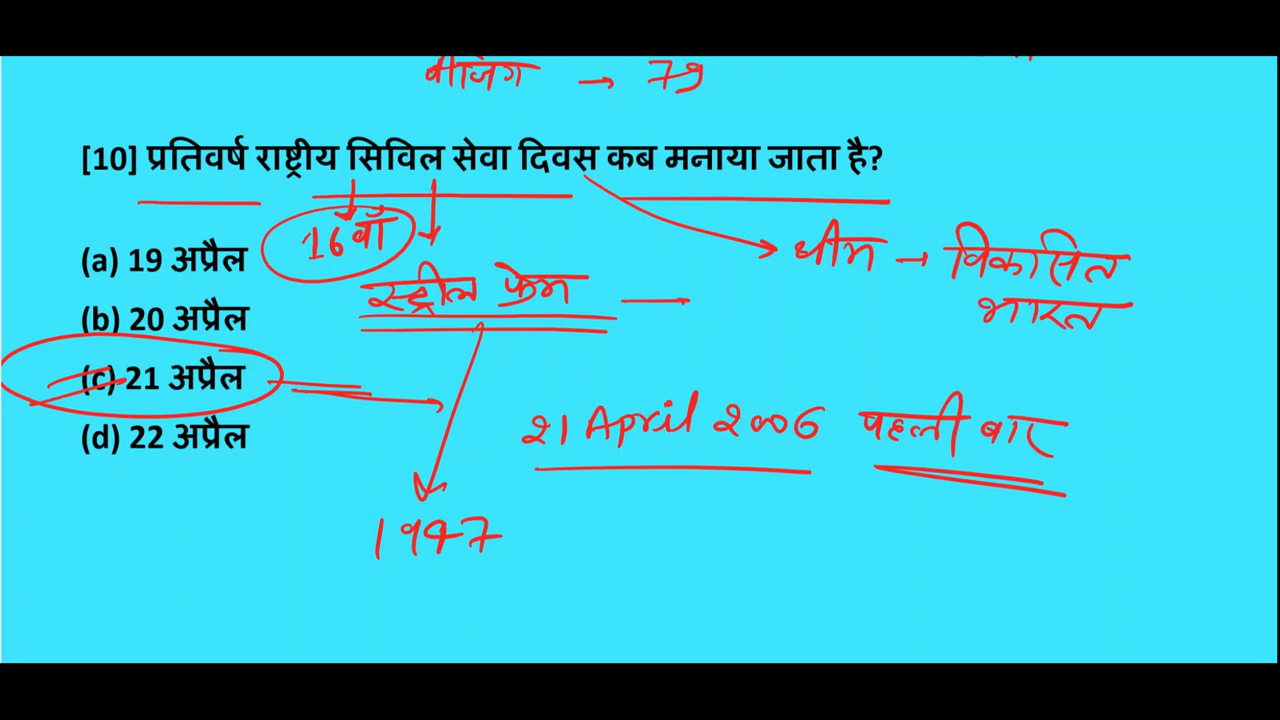 → 79
[10] प्रतिवर्ष राष्ट्रीय सिविल सेवा दिवस कब मनाया जाता है?
16वाँ
(a) 19 अप्रैल
थीम → विकासित
भारत
स्ट्रील फ्रेम —
(b) 20 अप्रैल
(c) 21 अप्रैल
21 April 2006 पहली बार
(d) 22 अप्रैल
1947